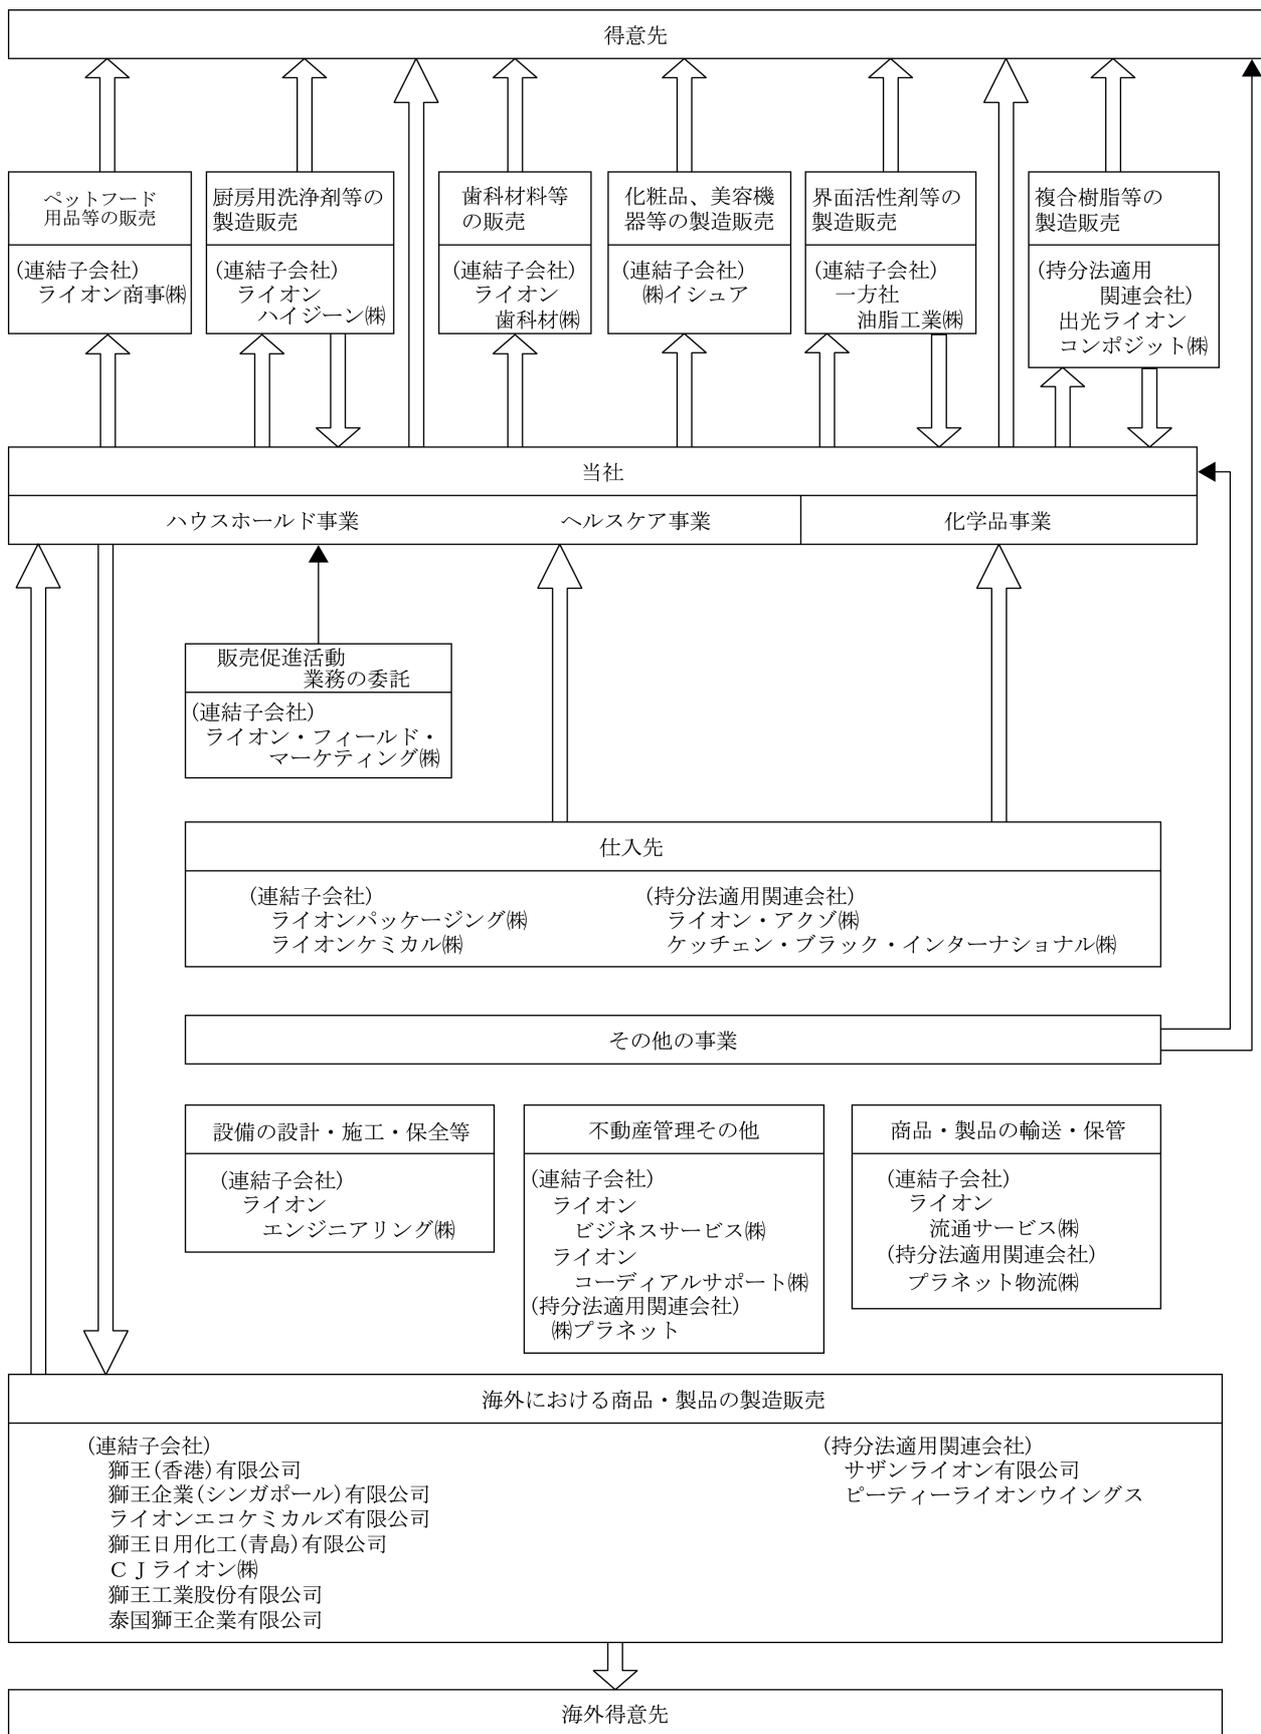 得意先
ペットフード
用品等の販売
(連結子会社)
ライオン商事㈱
厨房用洗浄剤等の
製造販売
(連結子会社)
ライオン
ハイジーン㈱
歯科材料等
の販売
(連結子会社)
ライオン
歯科材㈱
化粧品、美容機
器等の製造販売
(連結子会社)
㈱イシュア
界面活性剤等の
製造販売
(連結子会社)
一方社
油脂工業㈱
複合樹脂等の
製造販売
(持分法適用
関連会社)
出光ライオン
コンポジット㈱
当社
ハウスホールド事業
ヘルスケア事業
化学品事業
販売促進活動
業務の委託
(連結子会社)
ライオン・フィールド・
マーケティング㈱
仕入先
(連結子会社)
ライオンパッケージング㈱
ライオンケミカル㈱
(持分法適用関連会社)
ライオン・アクゾ㈱
ケッチェン・ブラック・インターナショナル㈱
その他の事業
設備の設計・施工・保全等
(連結子会社)
ライオン
エンジニアリング㈱
不動産管理その他
(連結子会社)
ライオン
ビジネスサービス㈱
ライオン
コーディアルサポート㈱
(持分法適用関連会社)
㈱プラネット
商品・製品の輸送・保管
(連結子会社)
ライオン
流通サービス㈱
(持分法適用関連会社)
プラネット物流㈱
海外における商品・製品の製造販売
(連結子会社)
獅王(香港)有限公司
獅王企業(シンガポール)有限公司
ライオンエコケミカルズ有限公司
獅王日用化工(青島)有限公司
ＣＪライオン㈱
獅王工業股份有限公司
泰国獅王企業有限公司
(持分法適用関連会社)
サザンライオン有限公司
ピーティーライオンウイングス
海外得意先